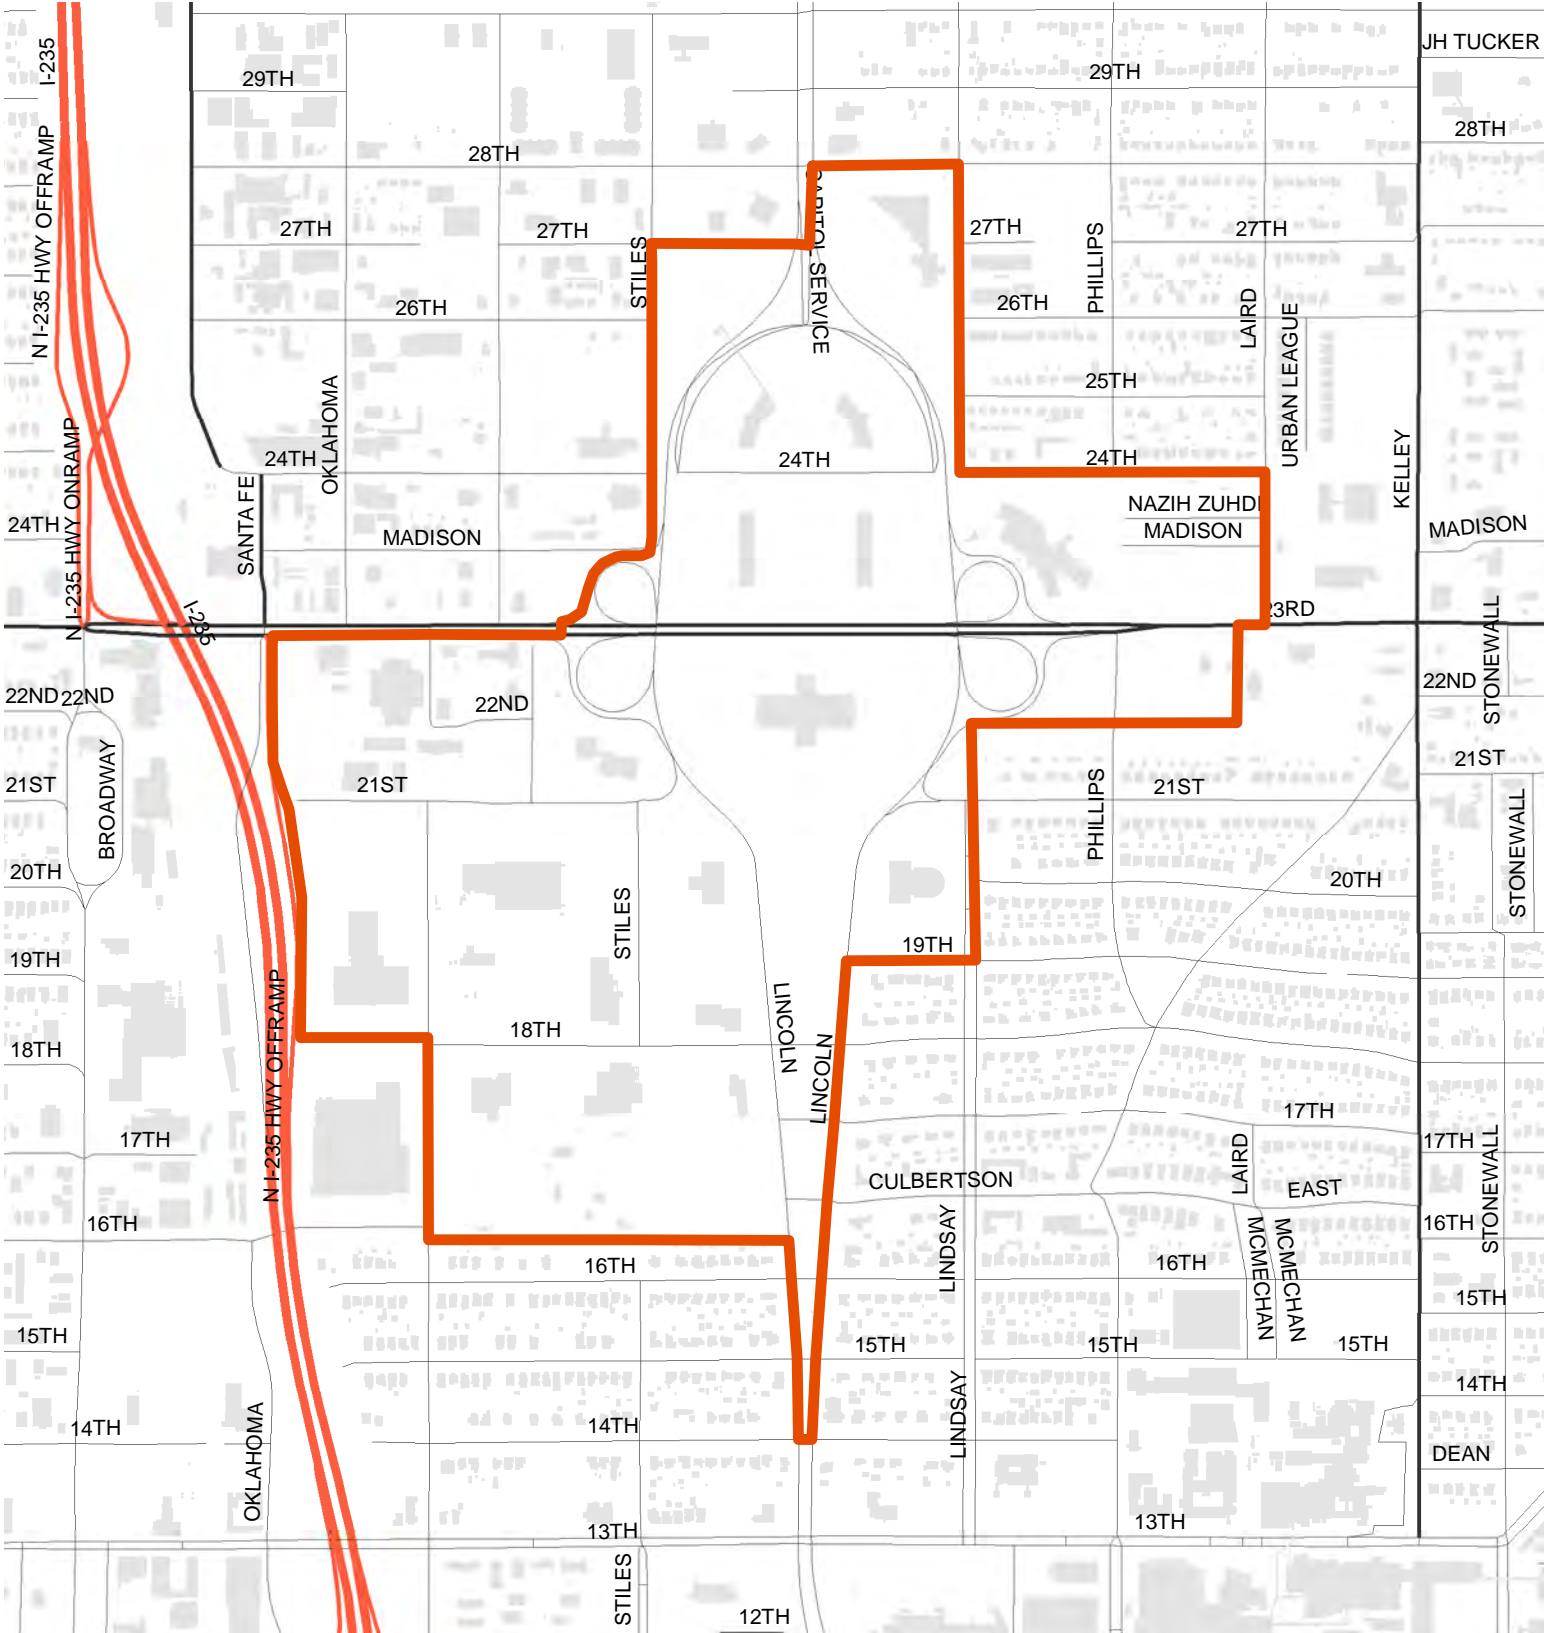 JH TUCKER
I-235
29TH
29TH
28TH
28TH
N I-235 HWY OFFRAMP
CAPITOL SERVICE
27TH
27TH
27TH
27TH
STILES
PHILLIPS
26TH
26TH
LAIRD
URBAN LEAGUE
OKLAHOMA
25TH
N I-235 HWY ONRAMP
24TH
24TH
24TH
KELLEY
SANTA FE
NAZIH ZUHDI
24TH
MADISON
MADISON
MADISON
I-235
23RD
STONEWALL
22ND
22ND
22ND
22ND
BROADWAY
21ST
21ST
21ST
21ST
PHILLIPS
STONEWALL
20TH
20TH
STILES
19TH
19TH
N I-235 HWY OFFRAMP
LINCOLN
LINCOLN
18TH
18TH
17TH
17TH
17TH
STONEWALL
LAIRD
CULBERTSON
EAST
16TH
16TH
LINDSAY
MCMECHAN
MCMECHAN
16TH
16TH
15TH
15TH
15TH
15TH
15TH
14TH
LINDSAY
14TH
14TH
OKLAHOMA
DEAN
13TH
13TH
STILES
12TH